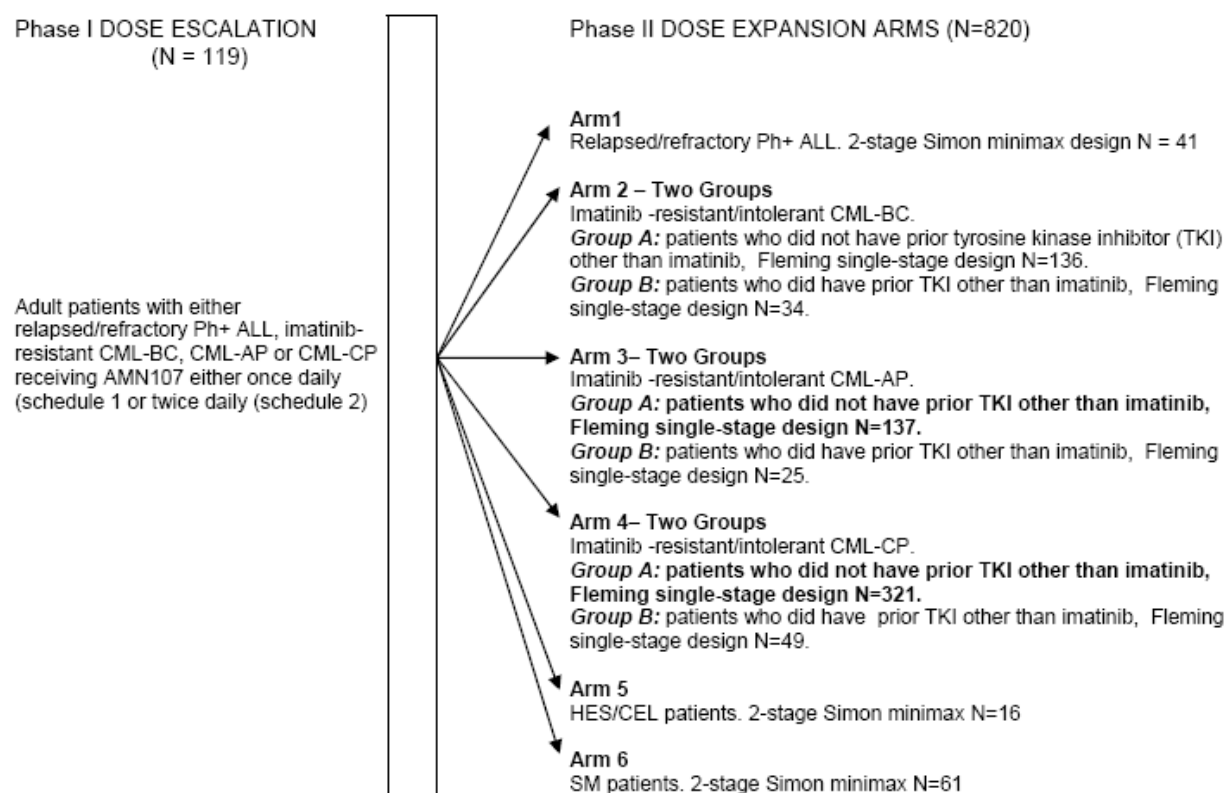 Phase I DOSE ESCALATION
(N = 119)
Adult patients with either
relapsed/refractory Ph+ ALL, imatinib-
resistant CML-BC, CML-AP or CML-CP
receiving AMN107 either once daily
(schedule 1 or twice daily (schedule 2)
Phase II DOSE EXPANSION ARMS (N=820)
Arm1
Relapsed/refractory Ph+ ALL. 2-stage Simon minimax design N = 41
Arm 2 – Two Groups
Imatinib -resistant/intolerant CML-BC.
Group A: patients who did not have prior tyrosine kinase inhibitor (TKI)
other than imatinib,  Fleming single-stage design N=136.
Group B: patients who did have prior TKI other than imatinib,  Fleming
single-stage design N=34.
Arm 3– Two Groups
Imatinib -resistant/intolerant CML-AP.
Group A: patients who did not have prior TKI other than imatinib,
Fleming single-stage design N=137.
Group B: patients who did have prior TKI other than imatinib,  Fleming
single-stage design N=25.
Arm 4– Two Groups
Imatinib -resistant/intolerant CML-CP.
Group A: patients who did not have prior TKI other than imatinib,
Fleming single-stage design N=321.
Group B: patients who did have  prior TKI other than imatinib,  Fleming
single-stage design N=49.
Arm 5
HES/CEL patients. 2-stage Simon minimax N=16
Arm 6
SM patients. 2-stage Simon minimax N=61